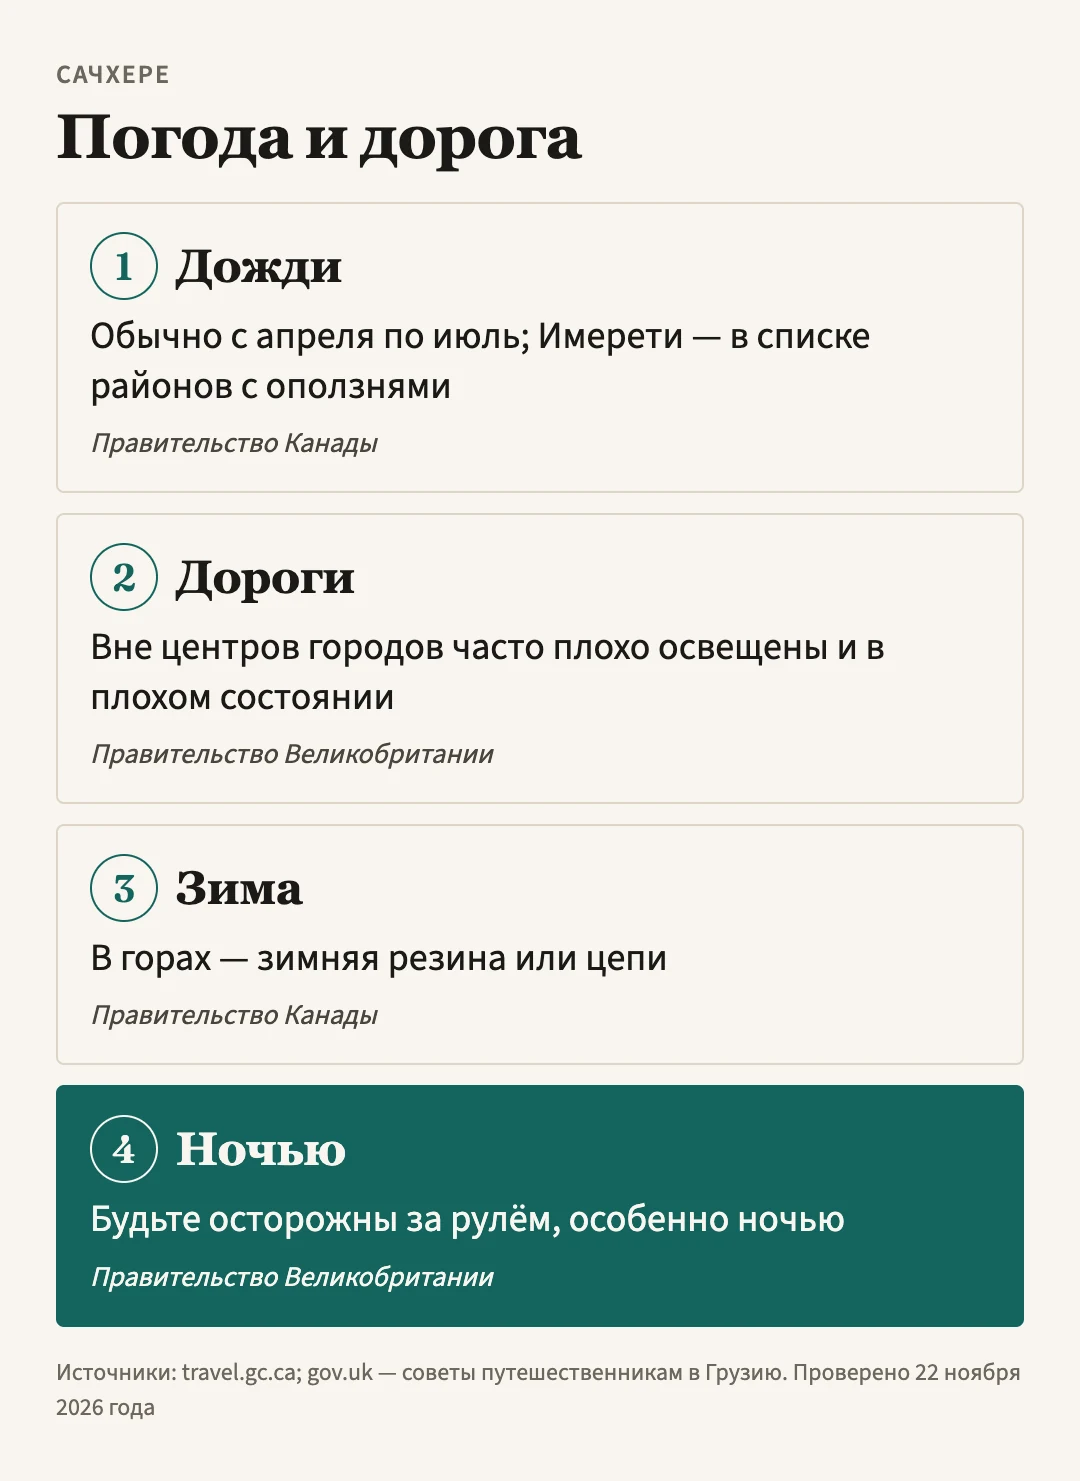 САЧХЕРЕ
Погода и дорога
1 Дожди
Обычно с апреля по июль; Имерети — в списке
районов с оползнями
Правительство Канады
2 Дороги
Вне центров городов часто плохо освещены и в
плохом состоянии
Правительство Великобритании
3 Зима
В горах — зимняя резина или цепи
Правительство Канады
4 Ночью
Будьте осторожны за рулём, особенно ночью
Правительство Великобритании
Источники: travel.gc.ca; gov.uk — советы путешественникам в Грузию. Проверено 22 ноября
2026 года